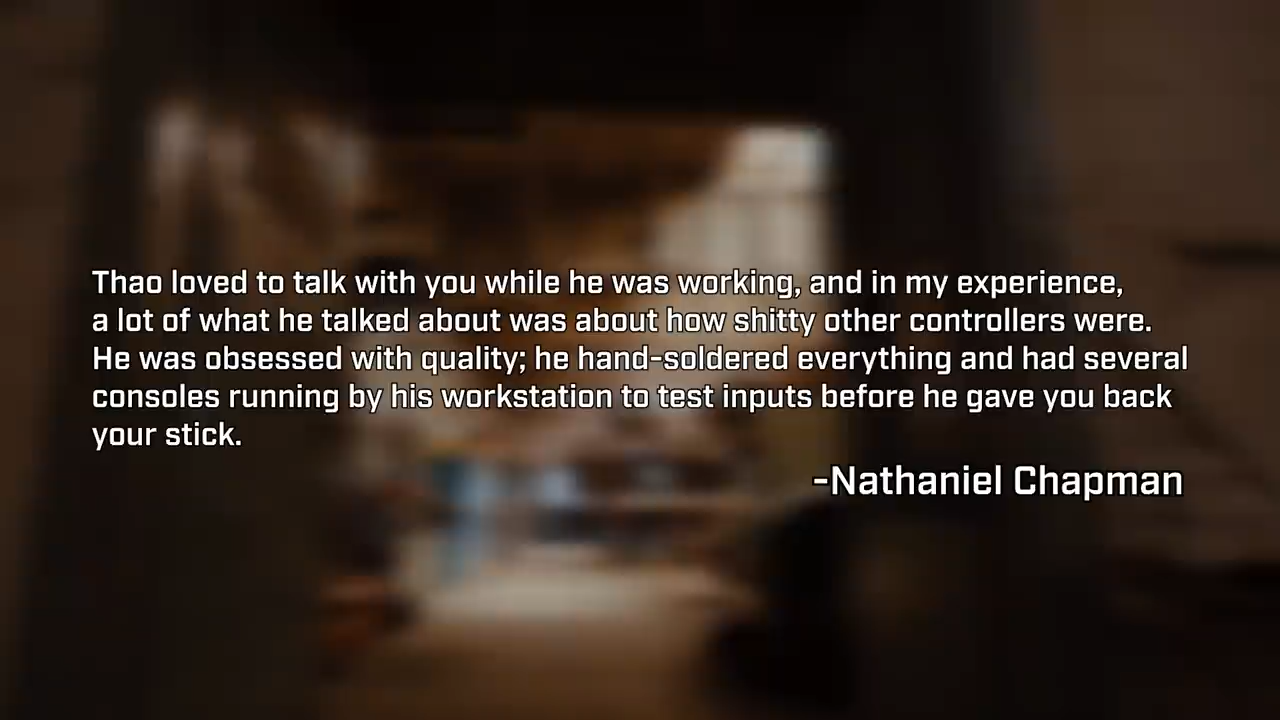 Thao loved to talk with you while he was working, and in my experience,
a lot of what he talked about was about how shitty other controllers were.
He was obsessed with quality; he hand-soldered everything and had several
consoles running by his workstation to test inputs before he gave you back
your stick.
-Nathaniel Chapman